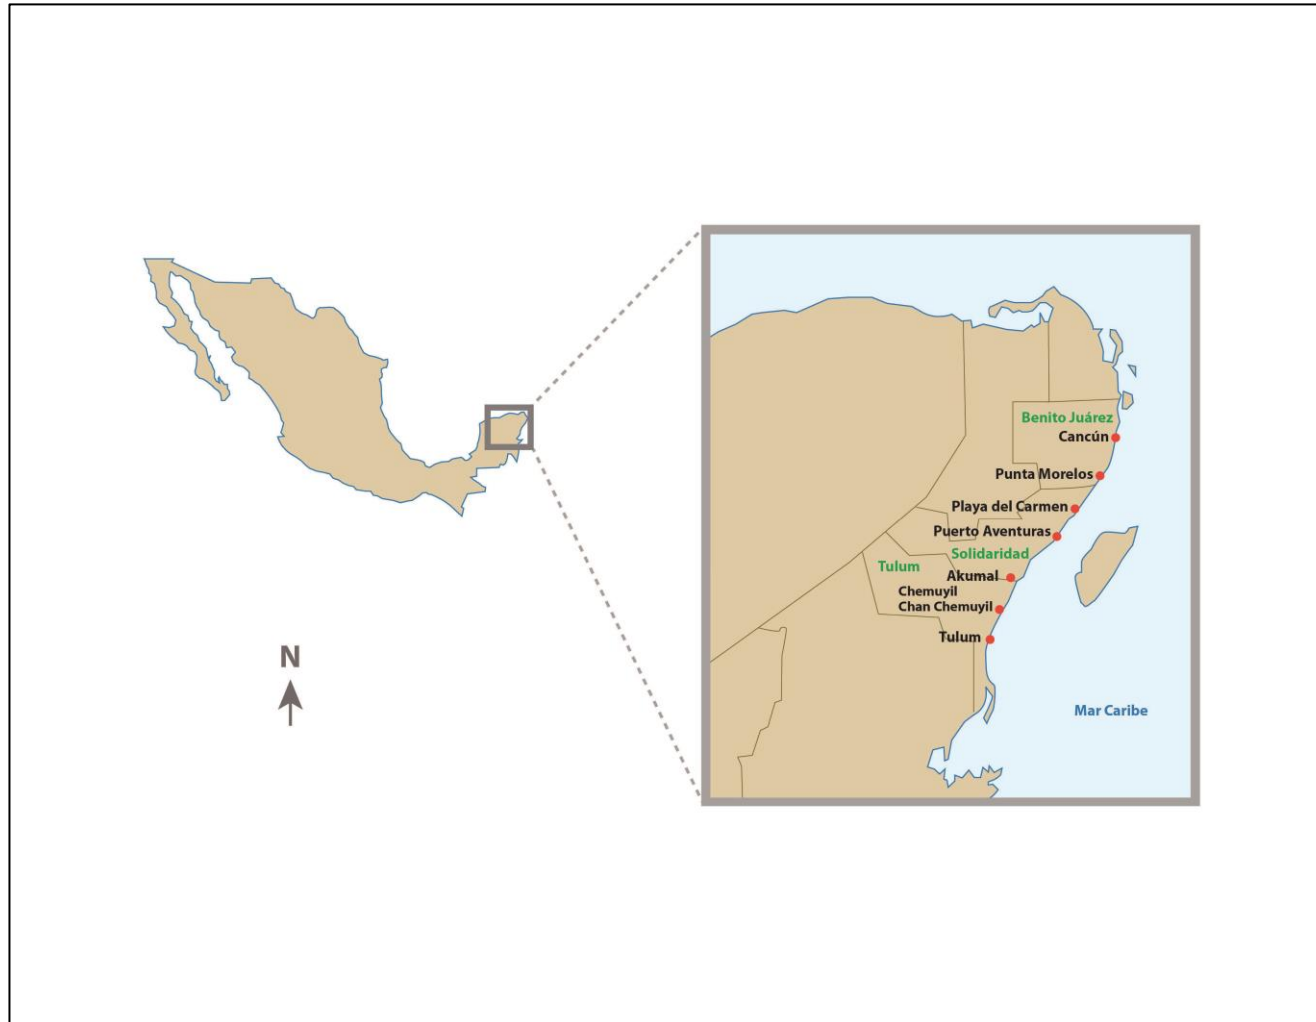 N
Benito Juárez
Cancún
Punta Morelos
Playa del Carmen
Puerto Aventuras
Solidaridad
Tulum
Akumal
Chemuyil
Chan Chemuyil
Tulum
Mar Caribe